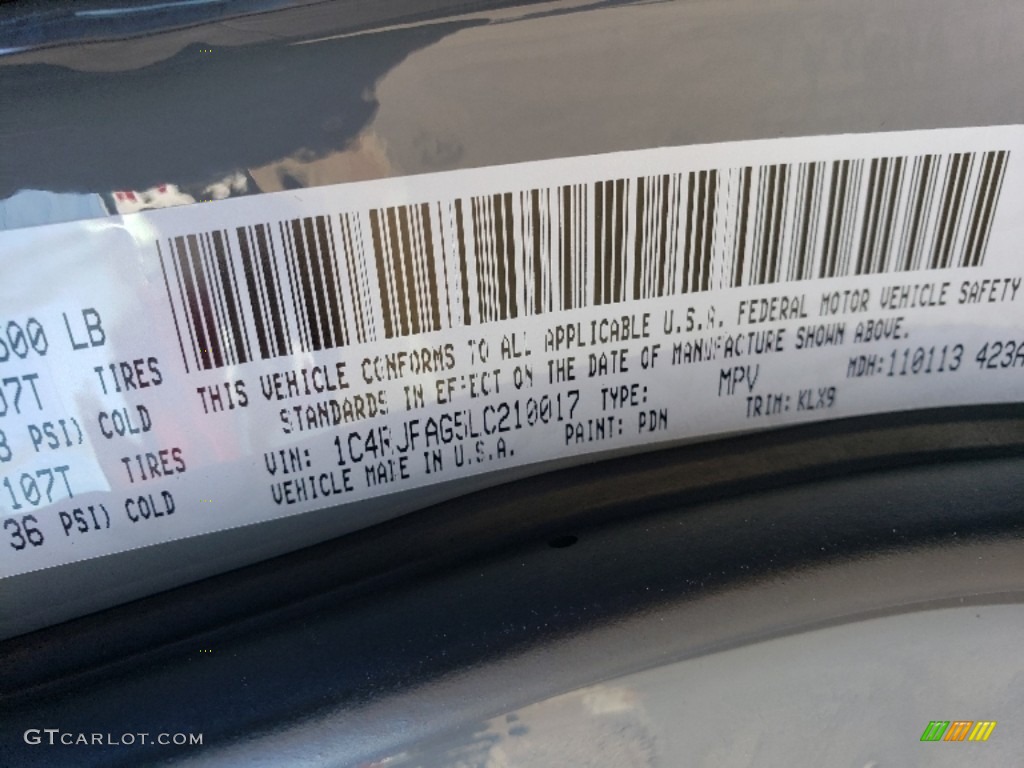 500 LB
07T TIRES
8 PSI) COLD
107T TIRES
36 PSI) COLD
THIS VEHICLE CONFORMS TO ALL APPLICABLE U.S.A. FEDERAL MOTOR VEHICLE SAFETY
STANDARDS IN EFFECT ON THE DATE OF MANUFACTURE SHOWN ABOVE.
VIN: 1C4RJFAG5LC210017 TYPE: MPV MDH:110113 423A
VEHICLE MADE IN U.S.A. PAINT: PDN TRIM: KLX9
GTCARLOT.COM